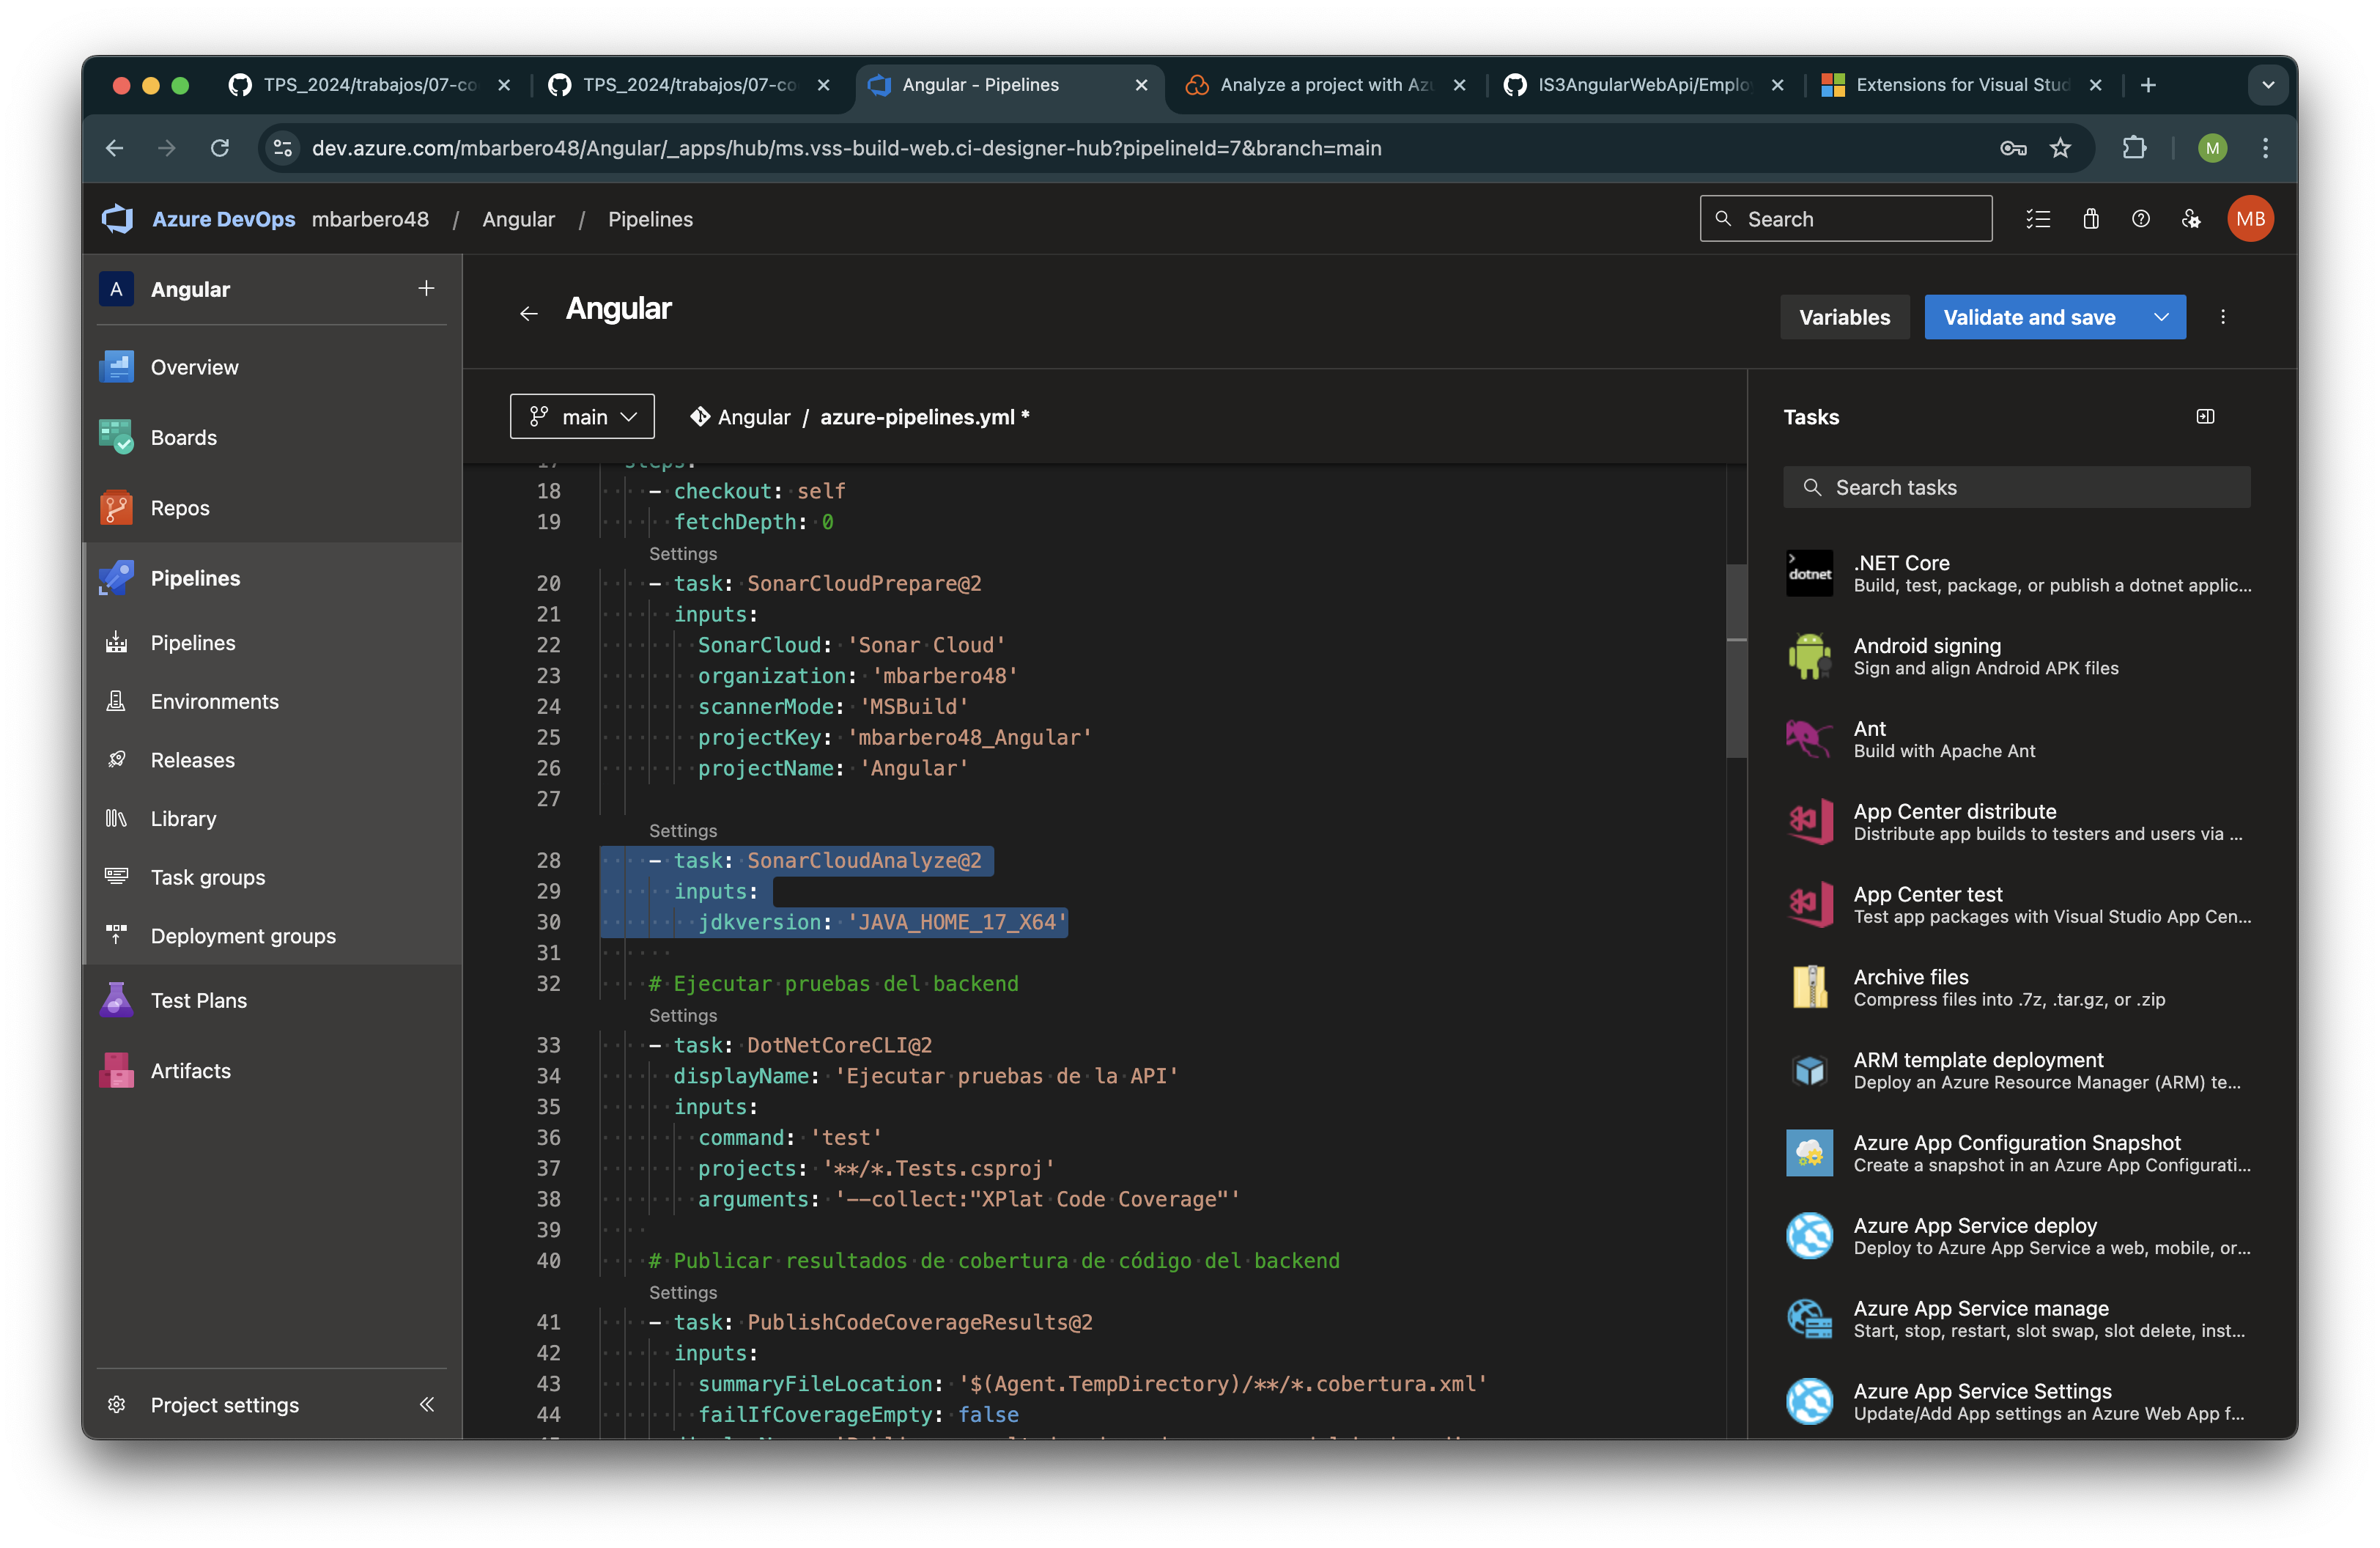 TPS_2024/trabajos/07-co
TPS_2024/trabajos/07-co
Angular - Pipelines
Analyze a project with Azu
IS3AngularWebApi/Emplo
Extensions for Visual Stud
dev.azure.com/mbarbero48/Angular/_apps/hub/ms.vss-build-web.ci-designer-hub?pipelineId=7&branch=main
M
Azure DevOps mbarbero48 / Angular / Pipelines
Search
MB
A Angular
Overview
Boards
Repos
Pipelines
Pipelines
Environments
Releases
Library
Task groups
Deployment groups
Test Plans
Artifacts
Project settings
Angular
Variables
Validate and save
main
Angular / azure-pipelines.yml *
17 steps:
18 - checkout: self
19 fetchDepth: 0
Settings
20 - task: SonarCloudPrepare@2
21 inputs:
22 SonarCloud: 'Sonar Cloud'
23 organization: 'mbarbero48'
24 scannerMode: 'MSBuild'
25 projectKey: 'mbarbero48_Angular'
26 projectName: 'Angular'
27
Settings
28 - task: SonarCloudAnalyze@2
29 inputs:
30 jdkversion: 'JAVA_HOME_17_X64'
31
32 # Ejecutar pruebas del backend
Settings
33 - task: DotNetCoreCLI@2
34 displayName: 'Ejecutar pruebas de la API'
35 inputs:
36 command: 'test'
37 projects: '**/*.Tests.csproj'
38 arguments: '--collect:"XPlat Code Coverage"'
39
40 # Publicar resultados de cobertura de código del backend
Settings
41 - task: PublishCodeCoverageResults@2
42 inputs:
43 summaryFileLocation: '$(Agent.TempDirectory)/**/*.cobertura.xml'
44 failIfCoverageEmpty: false
Tasks
Search tasks
dotnet
.NET Core
Build, test, package, or publish a dotnet applic...
Android signing
Sign and align Android APK files
Ant
Build with Apache Ant
App Center distribute
Distribute app builds to testers and users via ...
App Center test
Test app packages with Visual Studio App Cen...
Archive files
Compress files into .7z, .tar.gz, or .zip
ARM template deployment
Deploy an Azure Resource Manager (ARM) te...
Azure App Configuration Snapshot
Create a snapshot in an Azure App Configurati...
Azure App Service deploy
Deploy to Azure App Service a web, mobile, or...
Azure App Service manage
Start, stop, restart, slot swap, slot delete, inst...
Azure App Service Settings
Update/Add App settings an Azure Web App f...